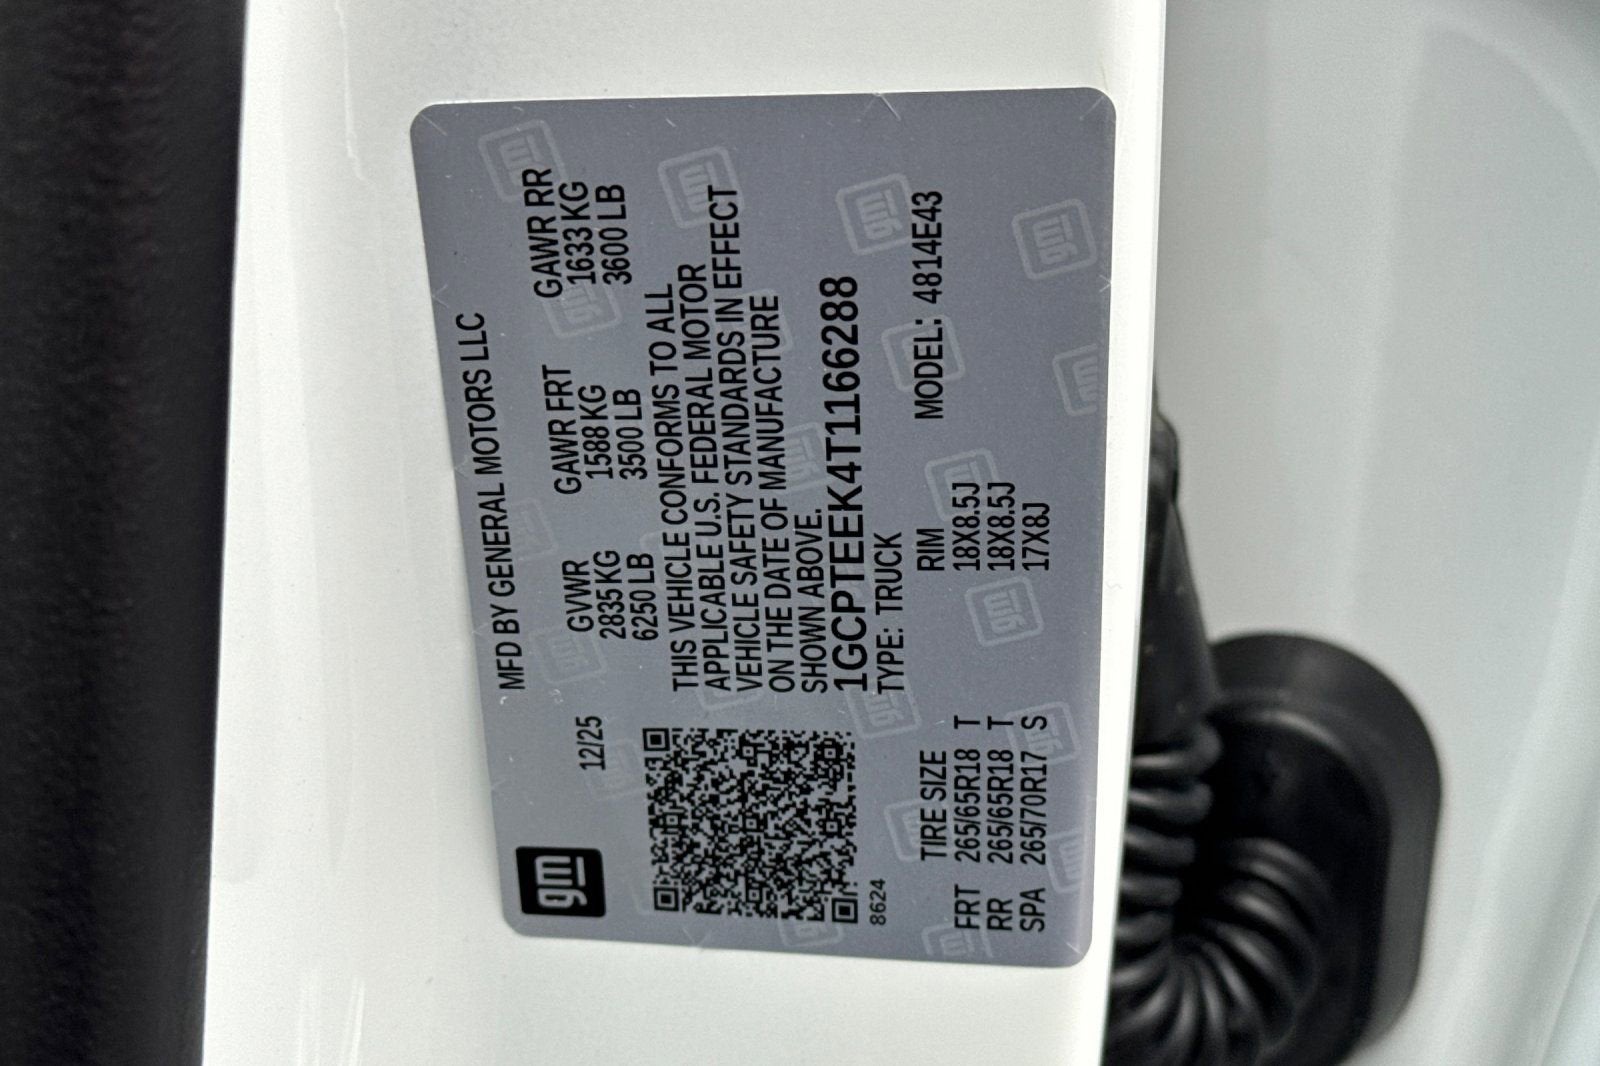 gm
12/25
MFD BY GENERAL MOTORS LLC
GVWR GAWR FRT GAWR RR
2835 KG 1588 KG 1633 KG
6250 LB 3500 LB 3600 LB
THIS VEHICLE CONFORMS TO ALL
APPLICABLE U.S. FEDERAL MOTOR
VEHICLE SAFETY STANDARDS IN EFFECT
ON THE DATE OF MANUFACTURE
SHOWN ABOVE.
1GCPTEEK4T1166288
TYPE: TRUCK
8624
MODEL: 4814E43
TIRE SIZE RIM
FRT 265/65R18 T 18X8.5J
RR 265/65R18 T 18X8.5J
SPA 265/70R17 S 17X8J